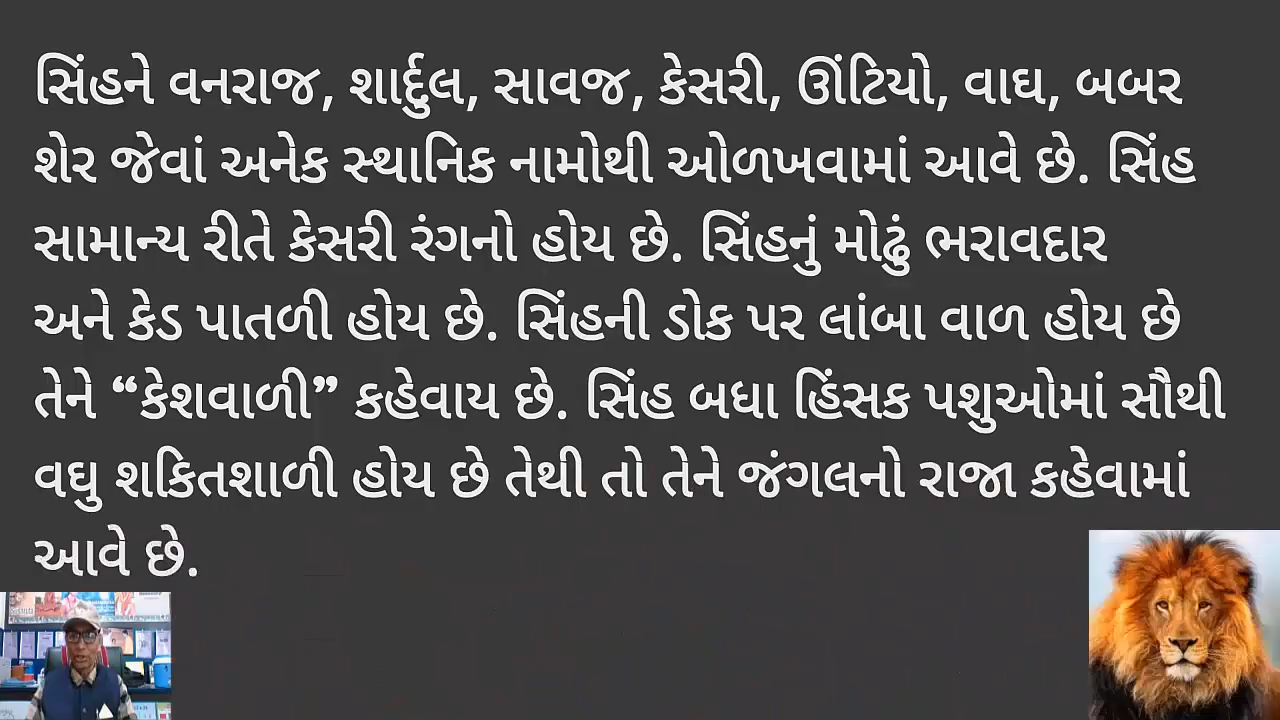 સિંહને વનરાજ, શાર્દુલ, સાવજ, કેસરી, ઊંટિયો, વાઘ, બબર
શેર જેવાં અનેક સ્થાનિક નામોથી ઓળખવામાં આવે છે. સિંહ
સામાન્ય રીતે કેસરી રંગનો હોય છે. સિંહનું મોઢું ભરાવદાર
અને કેડ પાતળી હોય છે. સિંહની ડોક પર લાંબા વાળ હોય છે
તેને “કેશવાળી” કહેવાય છે. સિંહ બધા હિંસક પશુઓમાં સૌથી
વઘુ શકિતશાળી હોય છે તેથી તો તેને જંગલનો રાજા કહેવામાં
આવે છે.